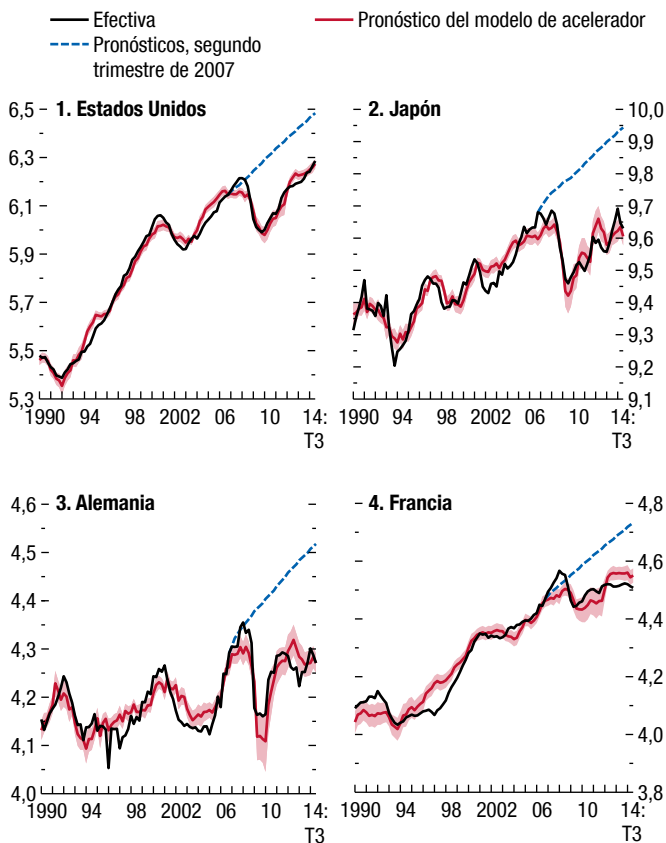 Efectiva
Pronóstico del modelo de acelerador
Pronósticos, segundo
trimestre de 2007
1. Estados Unidos
6,5
6,3
6,1
5,9
5,7
5,5
5,3
1990 94 98 2002 06 10 14:
T3
2. Japón
10,0
9,9
9,8
9,7
9,6
9,5
9,4
9,3
9,2
9,1
1990 94 98 2002 06 10 14:
T3
3. Alemania
4,6
4,5
4,4
4,3
4,2
4,1
4,0
1990 94 98 2002 06 10 14:
T3
4. Francia
4,8
4,6
4,4
4,2
4,0
3,8
1990 94 98 2002 06 10 14:
T3